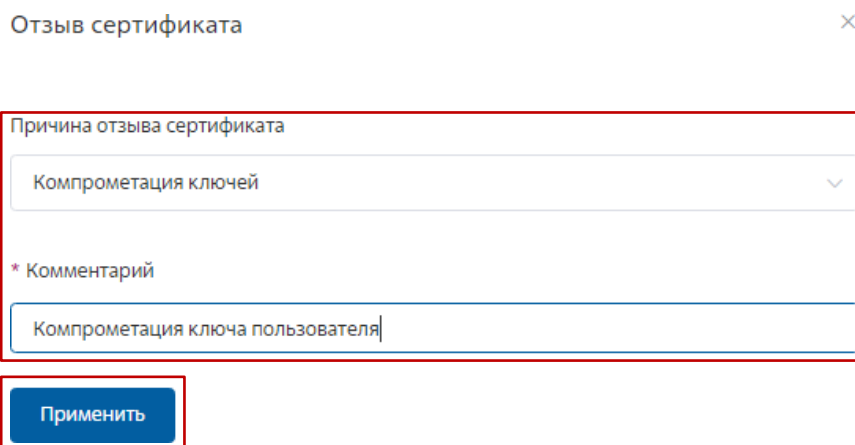 Отзыв сертификата
Причина отзыва сертификата
Компрометация ключей
* Комментарий
Компрометация ключа пользователя
Применить